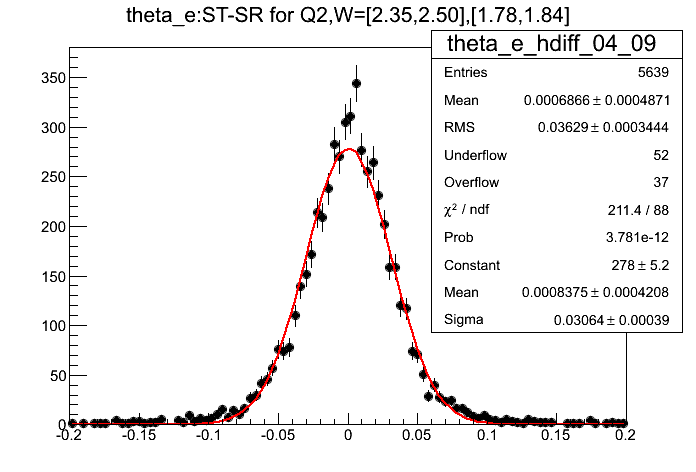 theta_e:ST-SR for Q2,W=[2.35,2.50],[1.78,1.84]
theta_e_hdiff_04_09
Entries 5639
Mean 0.0006866 ± 0.0004871
RMS 0.03629 ± 0.0003444
Underflow 52
Overflow 37
χ² / ndf 211.4 / 88
Prob 3.781e-12
Constant 278 ± 5.2
Mean 0.0008375 ± 0.0004208
Sigma 0.03064 ± 0.00039
350
300
250
200
150
100
50
0
-0.2 -0.15 -0.1 -0.05 0 0.05 0.1 0.15 0.2